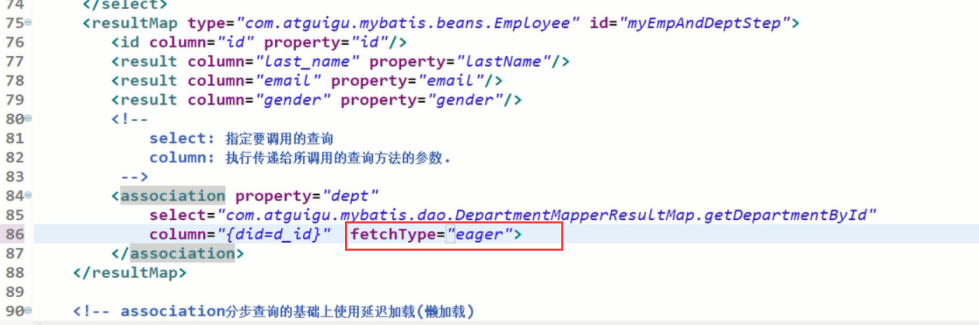 74 </select>
75 <resultMap type="com.atguigu.mybatis.beans.Employee" id="myEmpAndDeptStep">
76 <id column="id" property="id"/>
77 <result column="last_name" property="lastName"/>
78 <result column="email" property="email"/>
79 <result column="gender" property="gender"/>
80 <!--
81 select: 指定要调用的查询
82 column: 执行传递给所调用的查询方法的参数.
83 -->
84 <association property="dept"
85 select="com.atguigu.mybatis.dao.DepartmentMapperResultMap.getDepartmentById"
86 column="{did=d_id}" fetchType="eager">
87 </association>
88 </resultMap>
89
90 <!-- association分步查询的基础上使用延迟加载(懒加载)